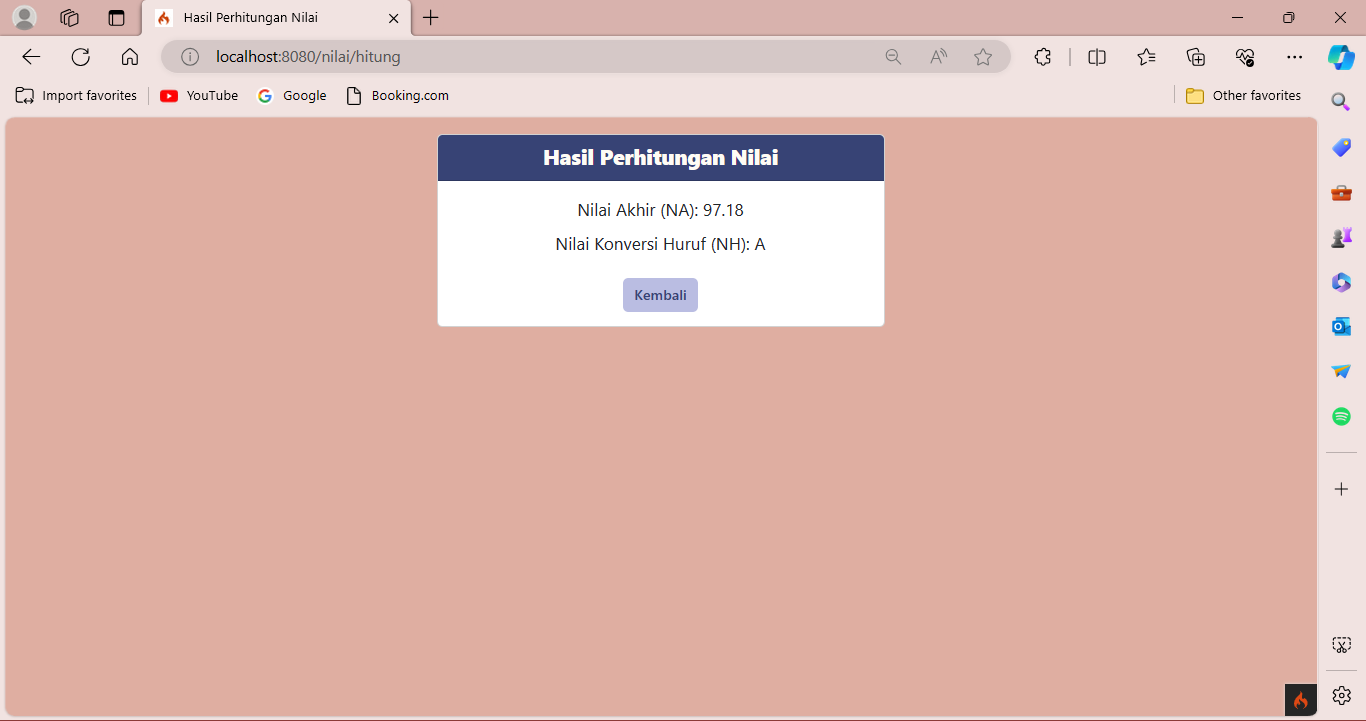 Hasil Perhitungan Nilai
localhost:8080/nilai/hitung
Import favorites
YouTube
Google
Booking.com
Other favorites
Hasil Perhitungan Nilai
Nilai Akhir (NA): 97.18
Nilai Konversi Huruf (NH): A
Kembali